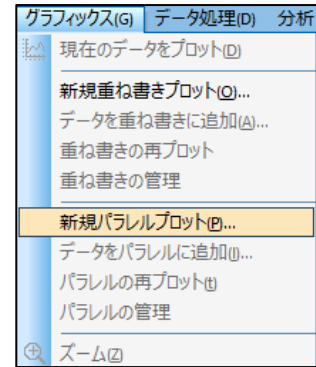 グラフィックス(G) データ処理(D) 分析
現在のデータをプロット(D)
新規重ね書きプロット(O)...
データを重ね書きに追加(A)...
重ね書きの再プロット
重ね書きの管理
新規パラレルプロット(P)...
データをパラレルに追加(I)...
パラレルの再プロット(t)
パラレルの管理
ズーム(Z)